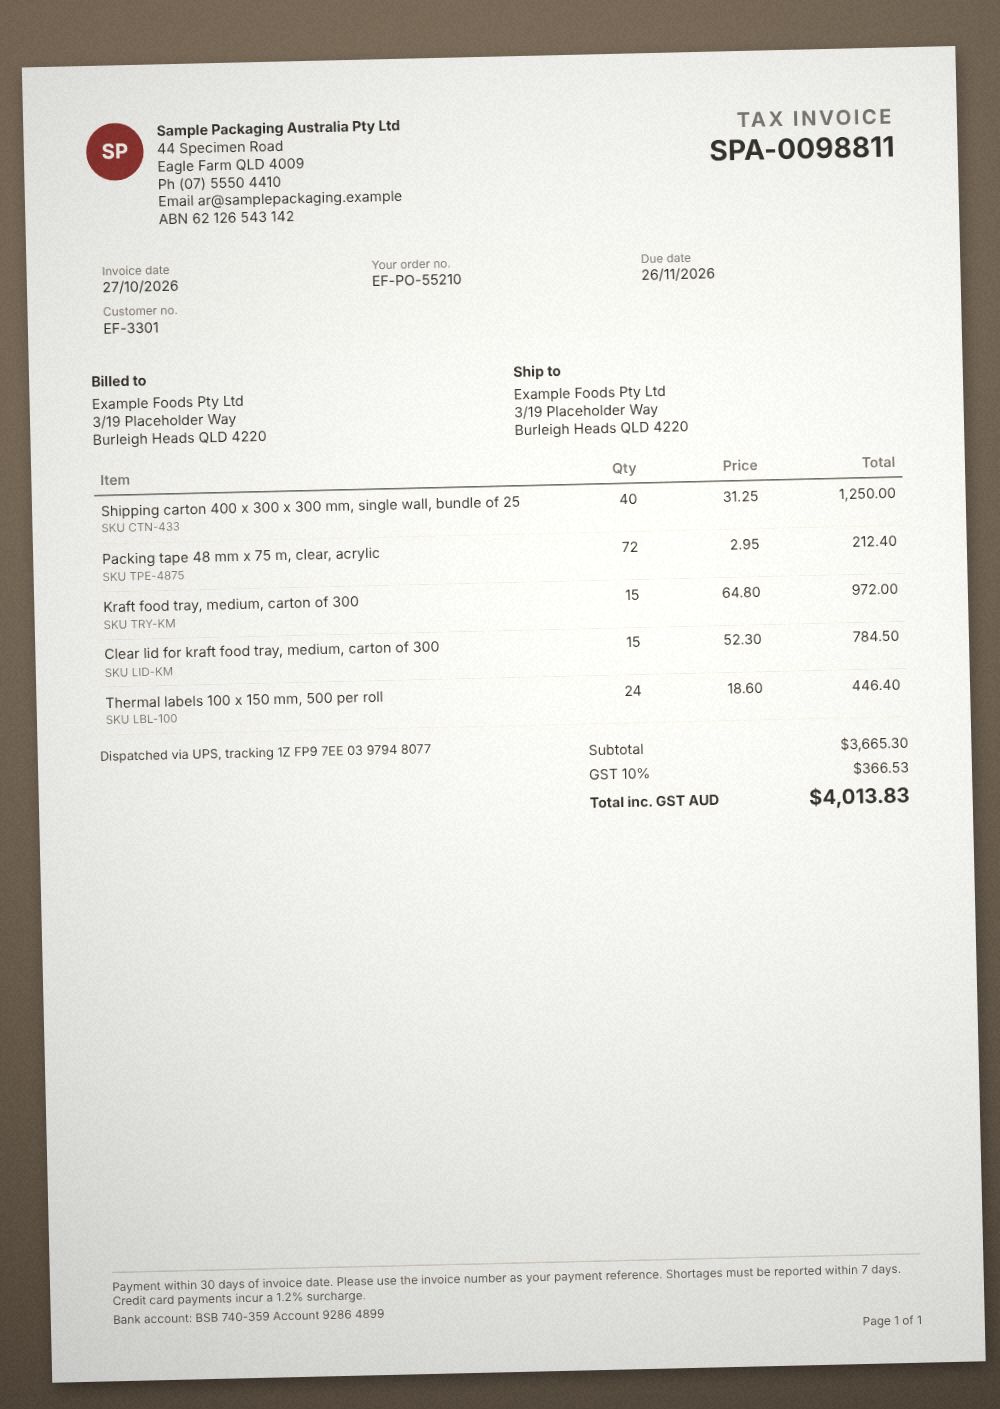 SP
Sample Packaging Australia Pty Ltd
44 Specimen Road
Eagle Farm QLD 4009
Ph (07) 5550 4410
Email ar@samplepackaging.example
ABN 62 126 543 142
TAX INVOICE
SPA-0098811
Invoice date
27/10/2026
Your order no.
EF-PO-55210
Due date
26/11/2026
Customer no.
EF-3301
Billed to
Example Foods Pty Ltd
3/19 Placeholder Way
Burleigh Heads QLD 4220
Ship to
Example Foods Pty Ltd
3/19 Placeholder Way
Burleigh Heads QLD 4220
Item Qty Price Total
Shipping carton 400 x 300 x 300 mm, single wall, bundle of 25 40 31.25 1,250.00
SKU CTN-433
Packing tape 48 mm x 75 m, clear, acrylic 72 2.95 212.40
SKU TPE-4875
Kraft food tray, medium, carton of 300 15 64.80 972.00
SKU TRY-KM
Clear lid for kraft food tray, medium, carton of 300 15 52.30 784.50
SKU LID-KM
Thermal labels 100 x 150 mm, 500 per roll 24 18.60 446.40
SKU LBL-100
Dispatched via UPS, tracking 1Z FP9 7EE 03 9794 8077
Subtotal $3,665.30
GST 10% $366.53
Total inc. GST AUD $4,013.83
Payment within 30 days of invoice date. Please use the invoice number as your payment reference. Shortages must be reported within 7 days.
Credit card payments incur a 1.2% surcharge.
Bank account: BSB 740-359 Account 9286 4899
Page 1 of 1